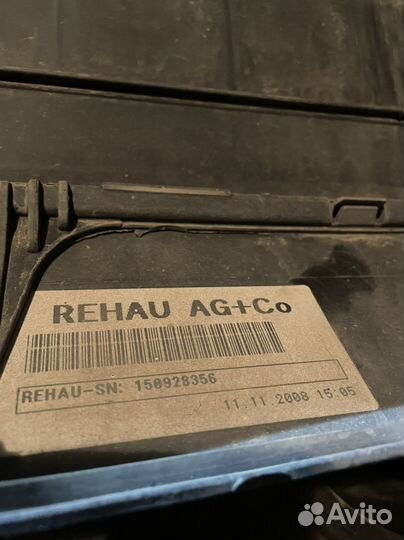 REHAU AG+Co
REHAU-SN: 150928356
11.11.2008 15:05
Avito